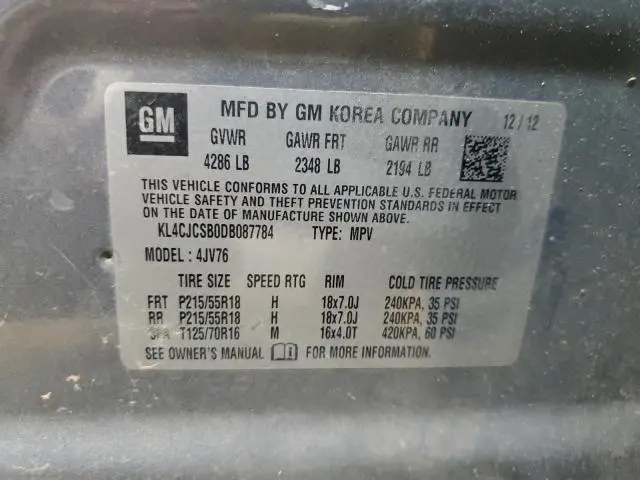 GM
MFD BY GM KOREA COMPANY 12/12
GVWR GAWR FRT GAWR RR
4286 LB 2348 LB 2194 LB
THIS VEHICLE CONFORMS TO ALL APPLICABLE U.S. FEDERAL MOTOR
VEHICLE SAFETY AND THEFT PREVENTION STANDARDS IN EFFECT
ON THE DATE OF MANUFACTURE SHOWN ABOVE.
KL4CJCSB0DB087784 TYPE: MPV
MODEL: 4JV76
TIRE SIZE SPEED RTG RIM COLD TIRE PRESSURE
FRT P215/55R18 H 18x7.0J 240KPA, 35 PSI
RR P215/55R18 H 18x7.0J 240KPA, 35 PSI
SPA T125/70R16 M 16x4.0T 420KPA, 60 PSI
SEE OWNER'S MANUAL FOR MORE INFORMATION.